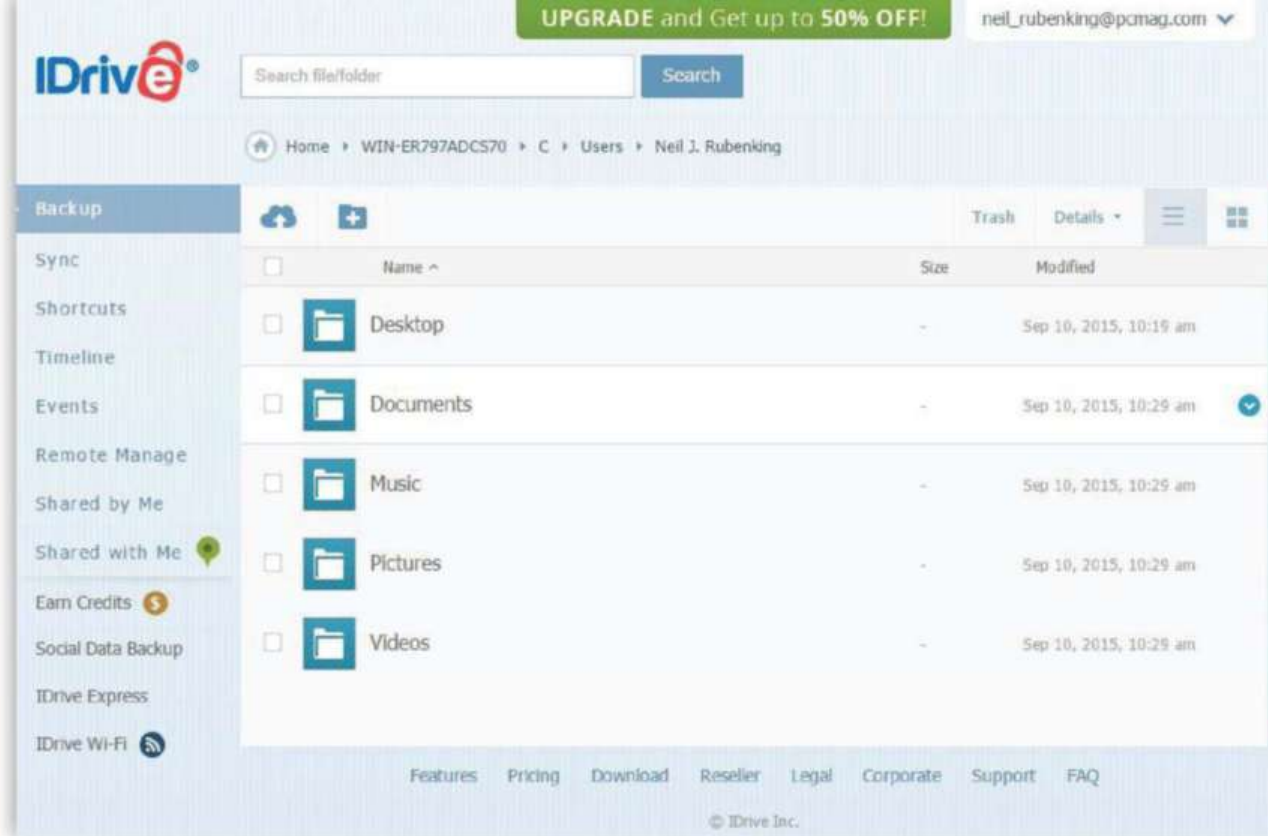 UPGRADE and Get up to 50% OFF!
neil_rubenking@pcmag.com
IDrive®
Search file/folder
Search
Home WIN-ER797ADCS70 C Users Neil J. Rubenking
Backup
Sync
Shortcuts
Timeline
Events
Remote Manage
Shared by Me
Shared with Me
Earn Credits $
Social Data Backup
IDrive Express
IDrive Wi-Fi
Trash Details
Name Size Modified
Desktop - Sep 10, 2015, 10:19 am
Documents - Sep 10, 2015, 10:29 am
Music - Sep 10, 2015, 10:29 am
Pictures - Sep 10, 2015, 10:29 am
Videos - Sep 10, 2015, 10:29 am
Features Pricing Download Reseller Legal Corporate Support FAQ
© IDrive Inc.